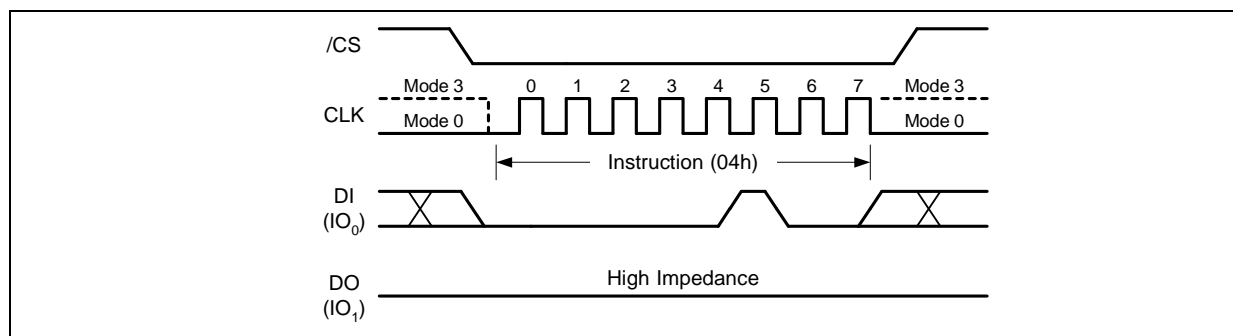 /CS
Mode 3 0 1 2 3 4 5 6 7 Mode 3
CLK
Mode 0 Mode 0
Instruction (04h)
DI
(IO0)
High Impedance
DO
(IO1)